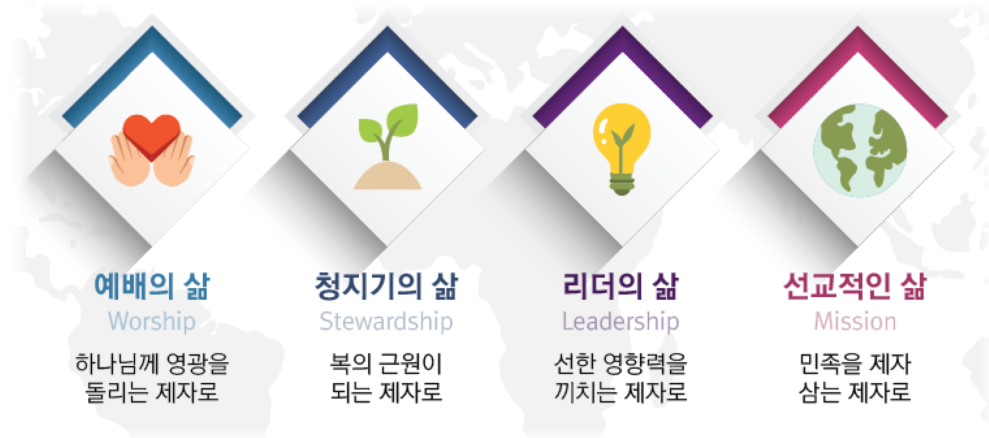 예배의 삶
Worship
하나님께 영광을
돌리는 제자로
청지기의 삶
Stewardship
복의 근원이
되는 제자로
리더의 삶
Leadership
선한 영향력을
끼치는 제자로
선교적인 삶
Mission
민족을 제자
삼는 제자로